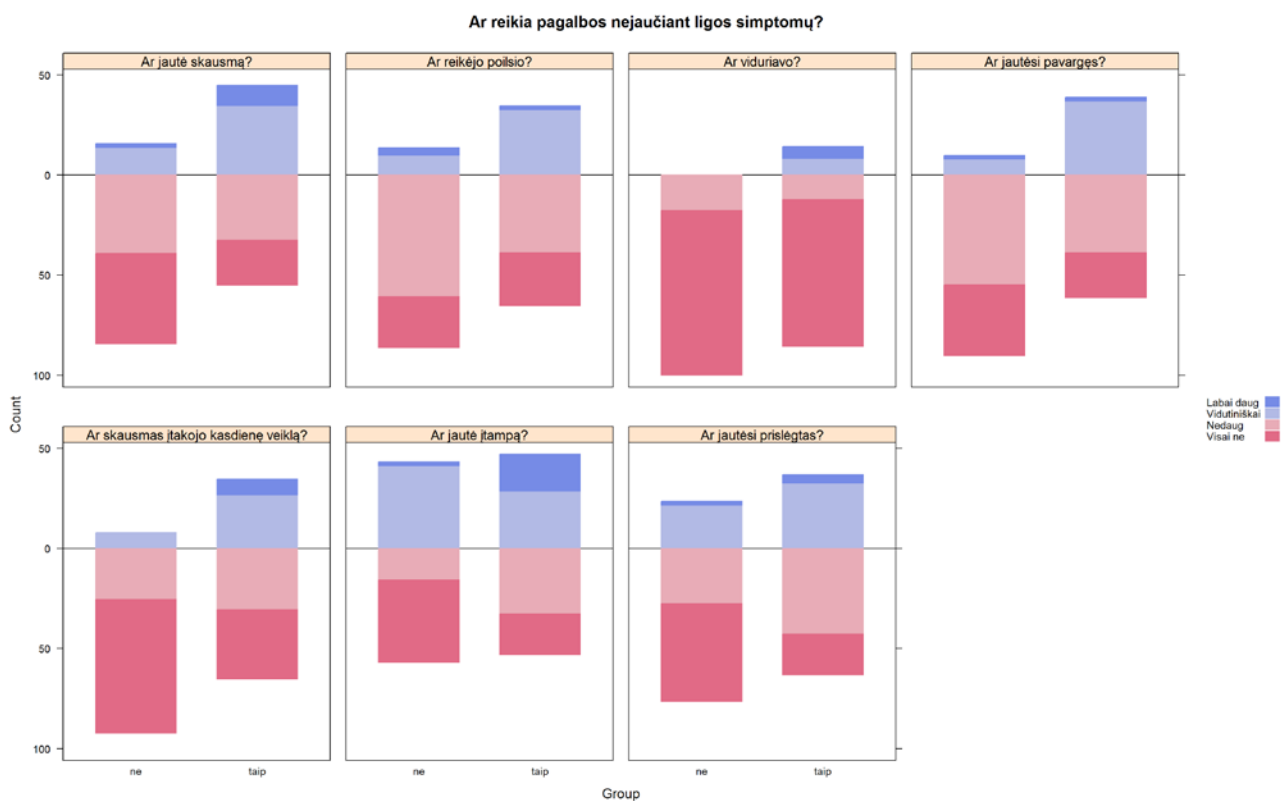 Ar reikia pagalbos nejaučiant ligos simptomų?
Ar jautė skausmą?
Ar reikėjo poilsio?
Ar viduriavo?
Ar jautėsi pavargęs?
50
0
50
100
Count
Labai daug
Vidutiniškai
Nedaug
Visai ne
Ar skausmas įtakojo kasdienę veiklą?
Ar jautė įtampą?
Ar jautėsi prislėgtas?
50
0
50
100
ne
taip
ne
taip
Group